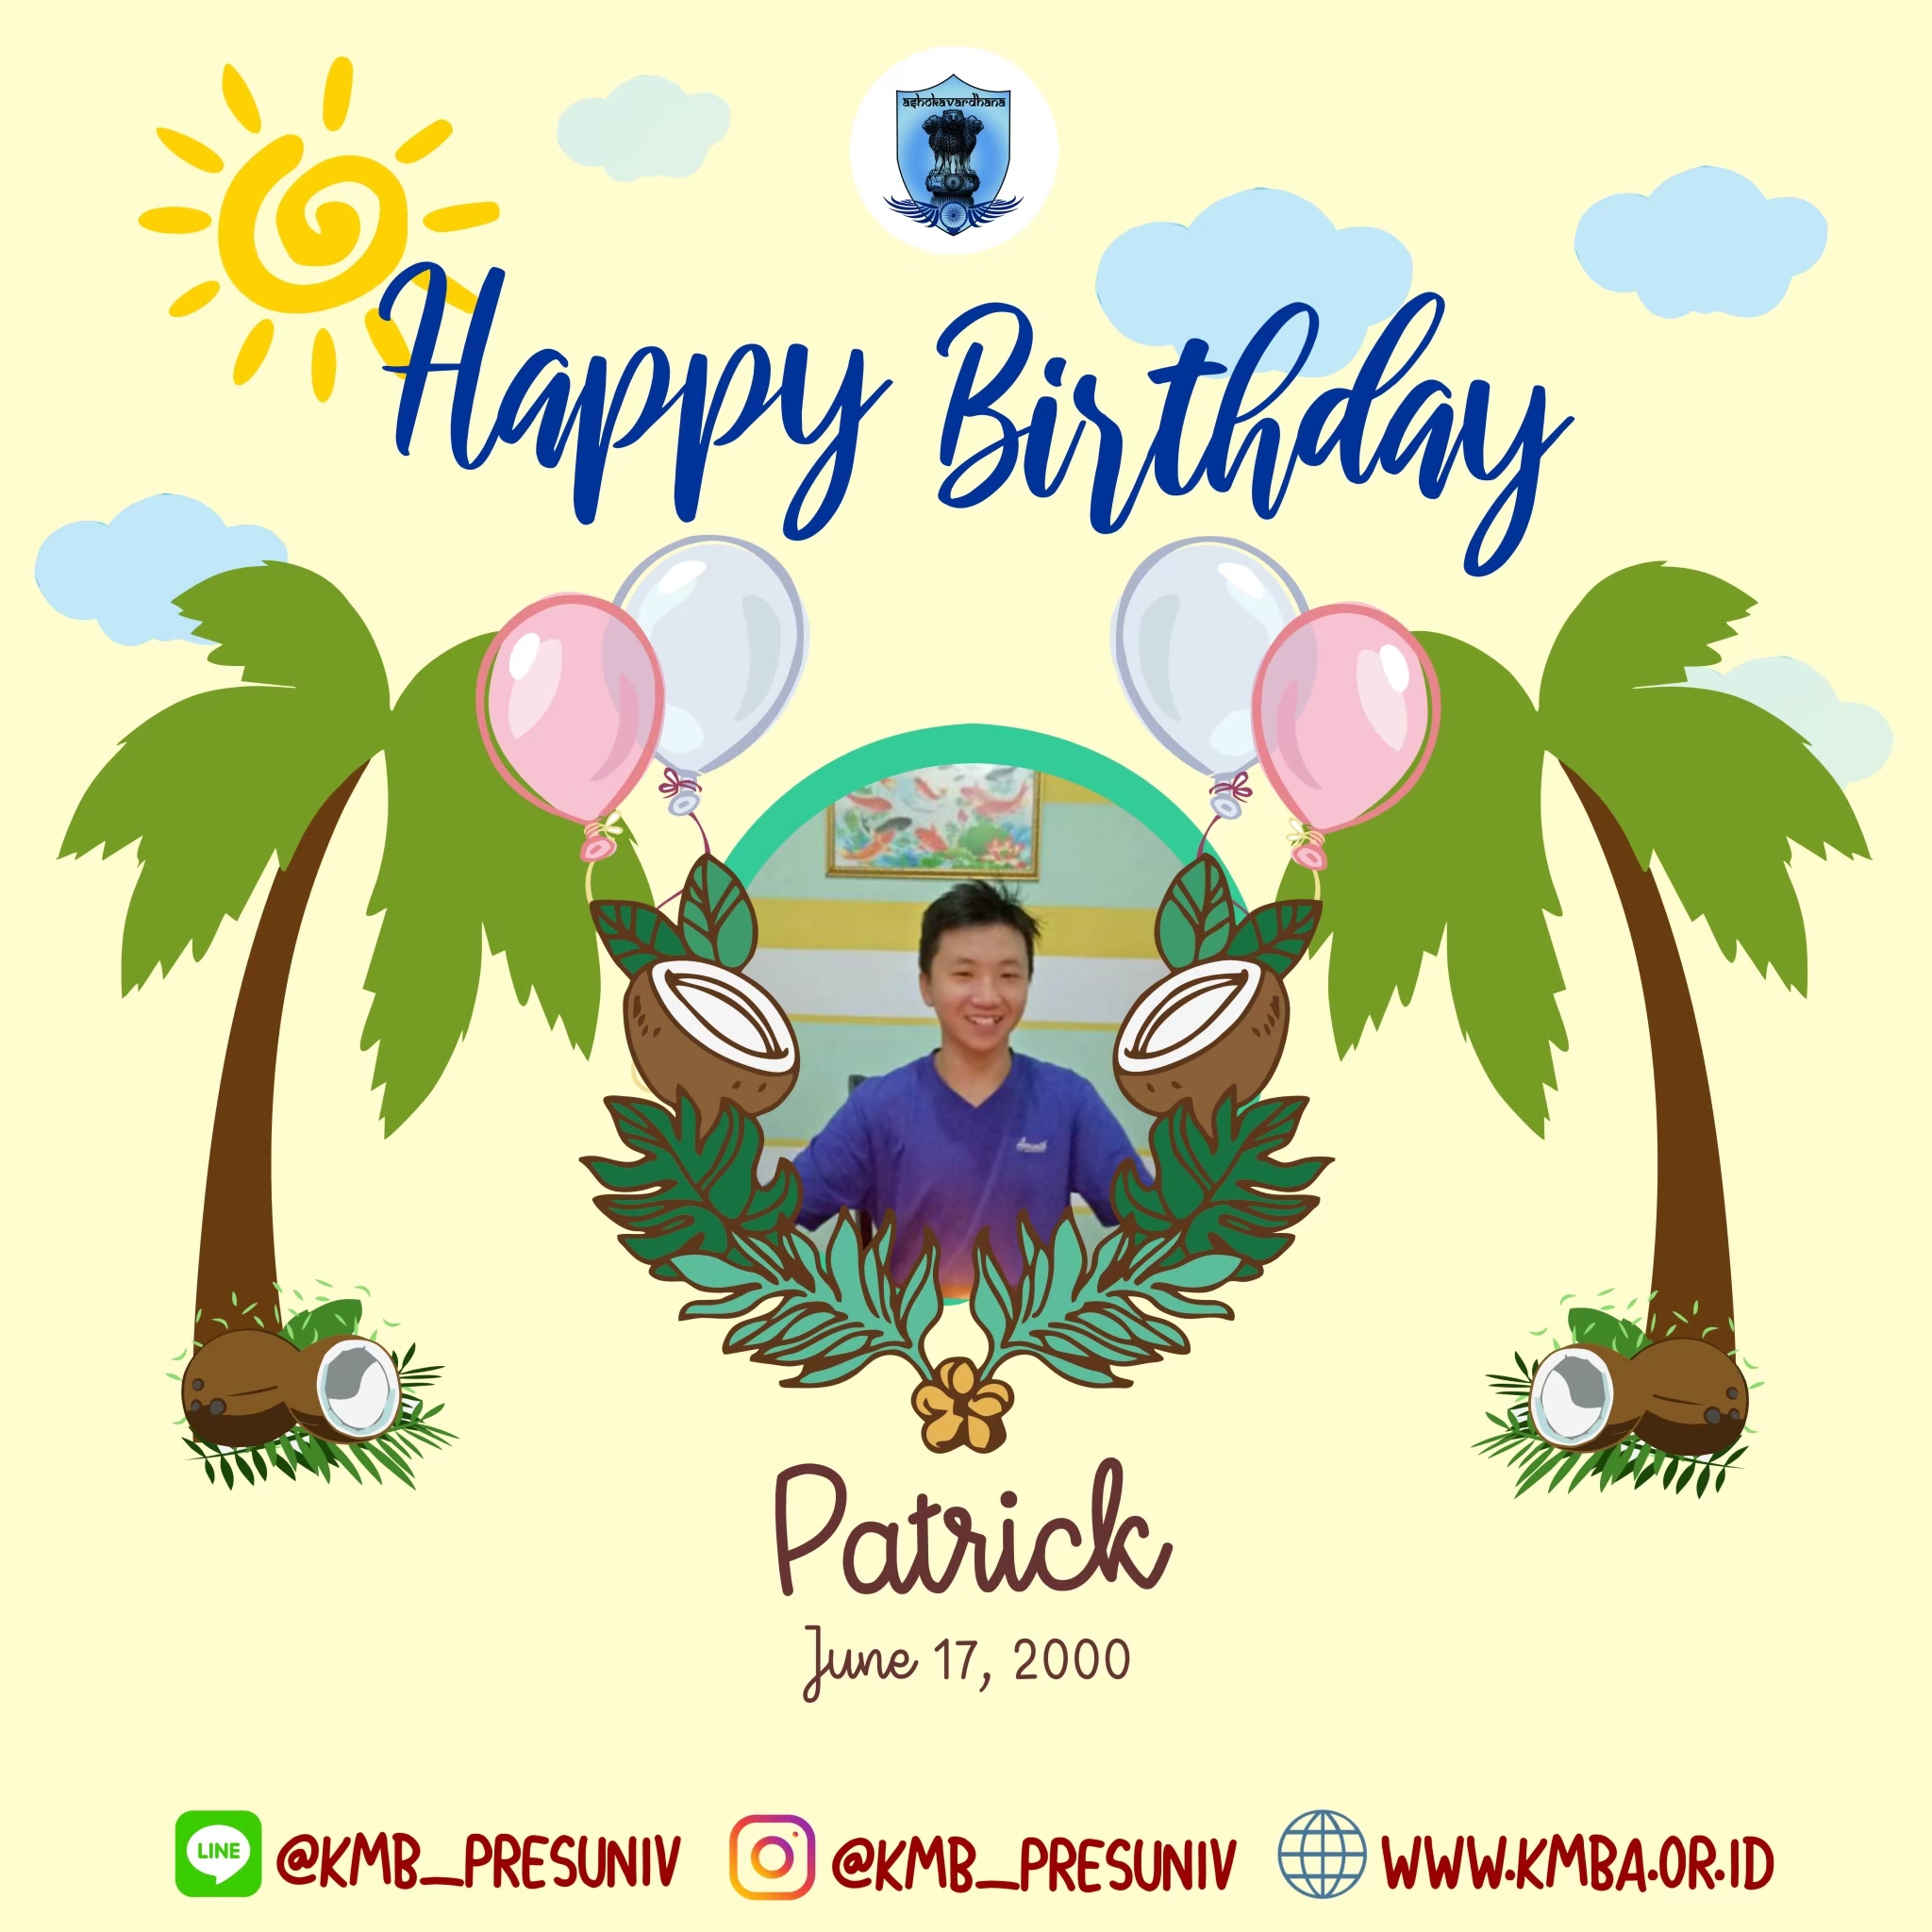 ashokavardhana
Happy Birthday
Patrick
June 17, 2000
LINE @KMB_PRESUNIV @KMB_PRESUNIV WWW.KMBA.OR.ID